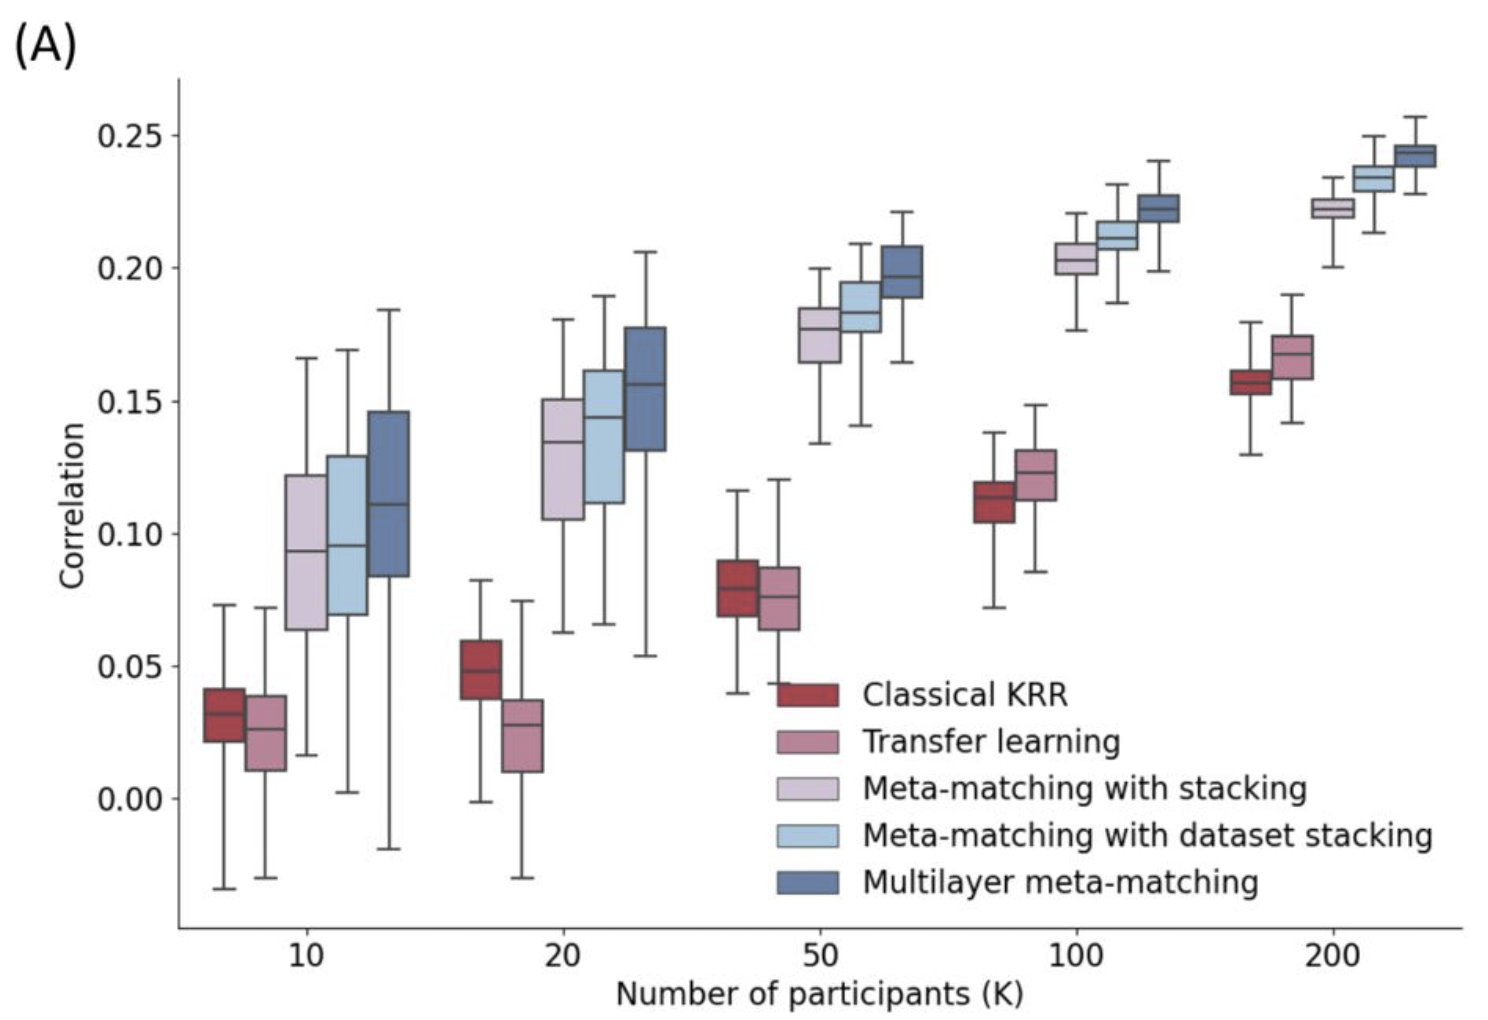 (A)
0.25
0.20
0.15
0.10
0.05
0.00
Correlation
Classical KRR
Transfer learning
Meta-matching with stacking
Meta-matching with dataset stacking
Multilayer meta-matching
10 20 50 100 200
Number of participants (K)